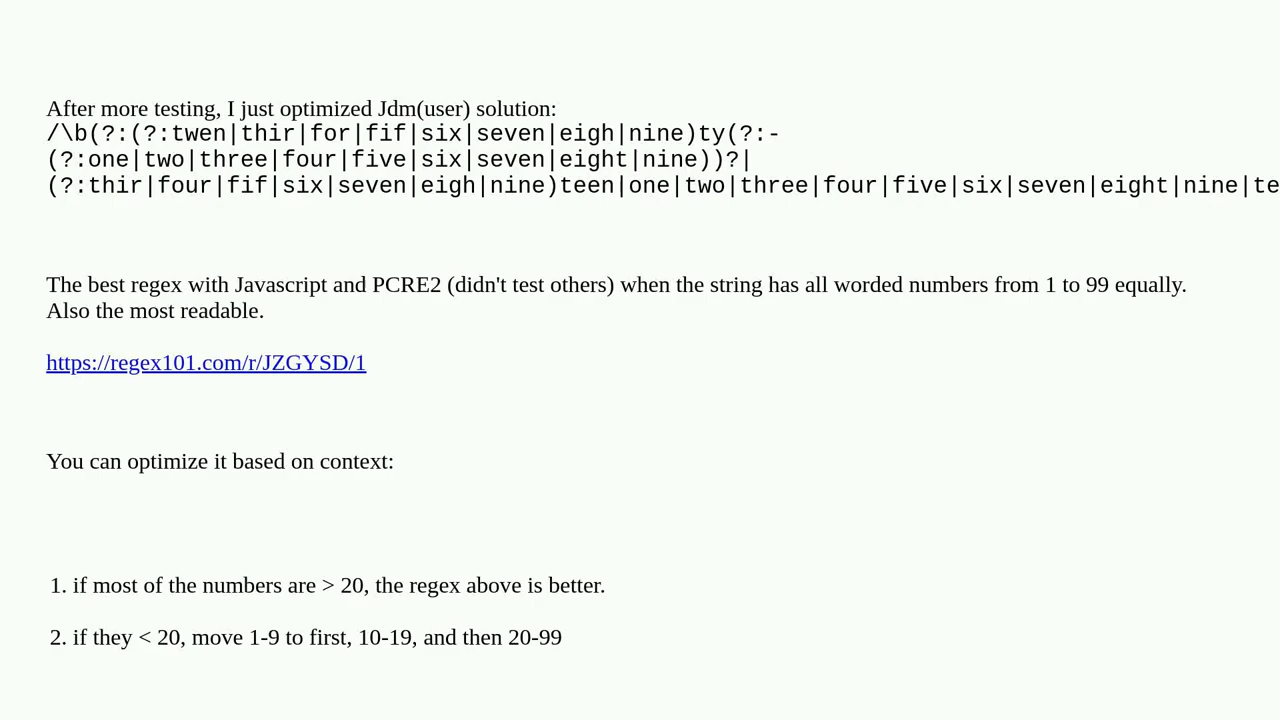 After more testing, I just optimized Jdm(user) solution:
/\b(?:(?:twen|thir|for|fif|six|seven|eigh|nine)ty(?:-
(?:one|two|three|four|five|six|seven|eight|nine))?|
(?:thir|four|fif|six|seven|eigh|nine)teen|one|two|three|four|five|six|seven|eight|nine|te
The best regex with Javascript and PCRE2 (didn't test others) when the string has all worded numbers from 1 to 99 equally.
Also the most readable.
https://regex101.com/r/JZGYSD/1
You can optimize it based on context:
1. if most of the numbers are > 20, the regex above is better.
2. if they < 20, move 1-9 to first, 10-19, and then 20-99